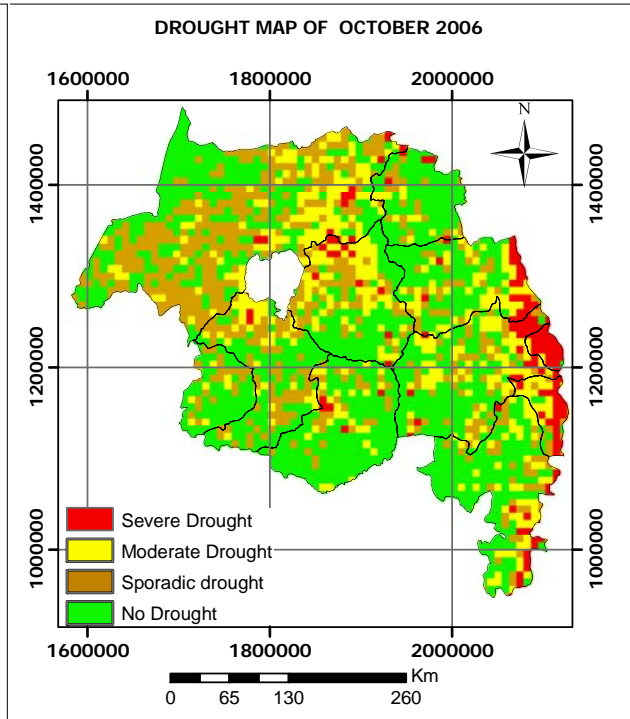 DROUGHT MAP OF OCTOBER 2006
1600000 1800000 2000000
N
1400000 1400000
1200000 1200000
1000000 1000000
Severe Drought
Moderate Drought
Sporadic drought
No Drought
1600000 1800000 2000000
Km
0 65 130 260